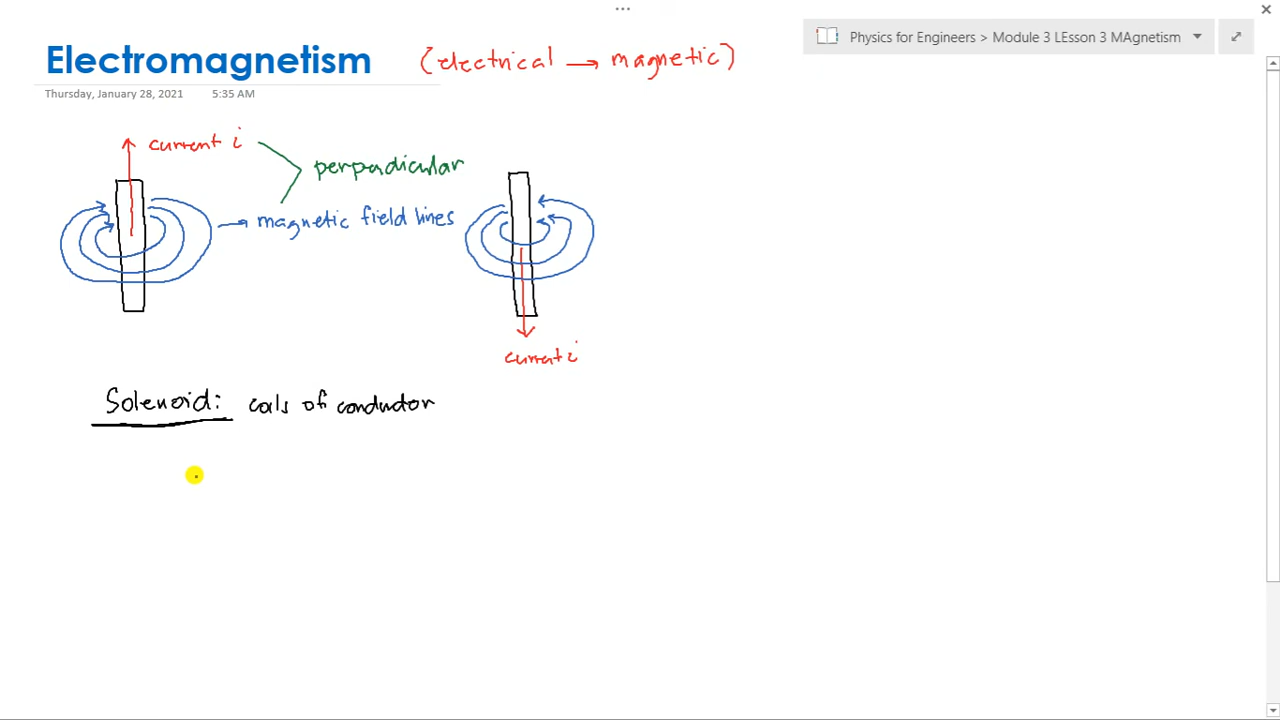 Electromagnetism (electrical → magnetic)
Physics for Engineers > Module 3 LEsson 3 MAgnetism
Thursday, January 28, 2021 5:35 AM
current i
perpadicular
magnetic field lines
current i
Solenoid: coils of conductor